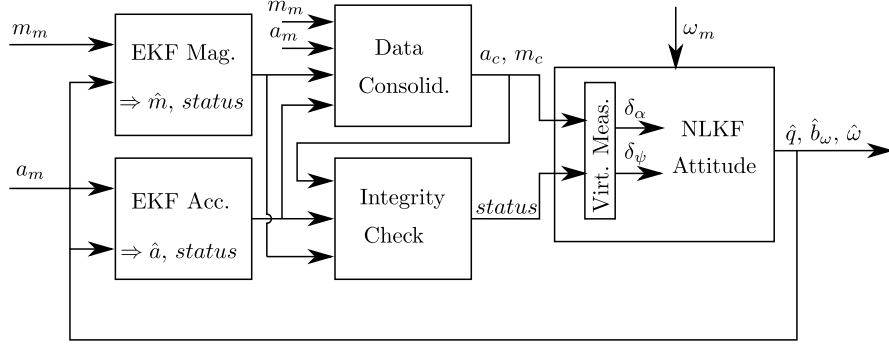 m_m
EKF Mag.
⇒ m̂, status
a_m
EKF Acc.
⇒ â, status
m_m
a_m
Data
Consolid.
a_c, m_c
Integrity
Check
status
ω_m
Virt. Meas.
δ_α
δ_ψ
NLKF
Attitude
q̂, b̂_ω, ω̂